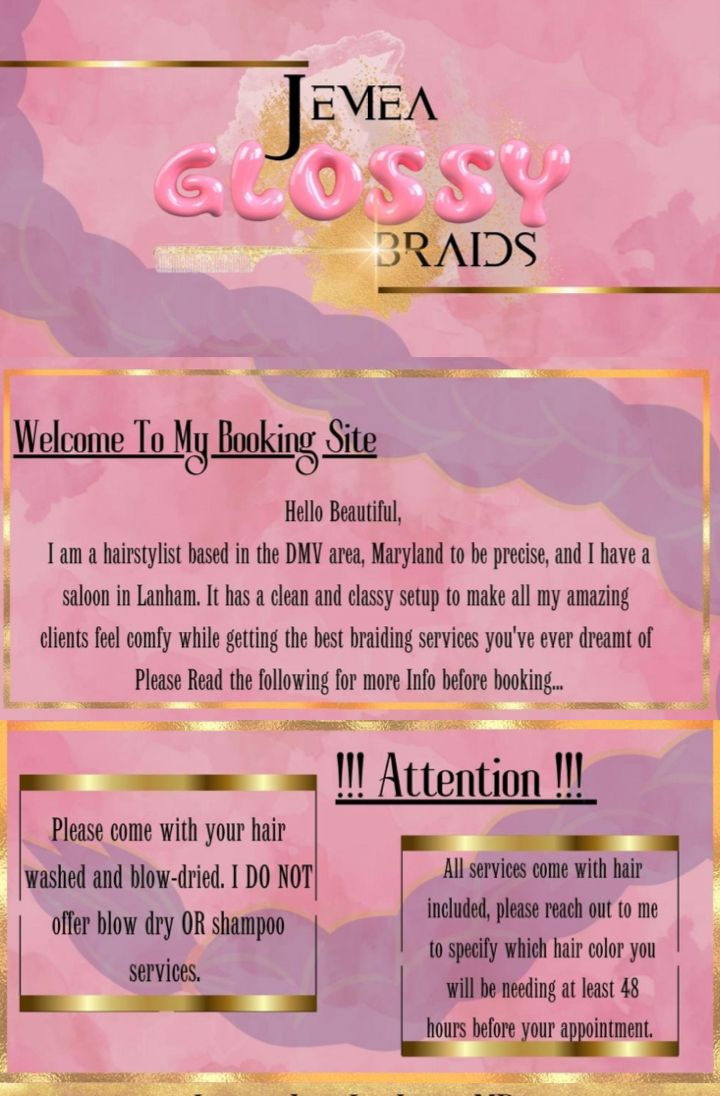 JEMEA
GLOSSY
BRAIDS
Welcome To My Booking Site
Hello Beautiful,
I am a hairstylist based in the DMV area, Maryland to be precise, and I have a
saloon in Lanham. It has a clean and classy setup to make all my amazing
clients feel comfy while getting the best braiding services you've ever dreamt of
Please Read the following for more Info before booking...
!!! Attention !!!
Please come with your hair
washed and blow-dried. I DO NOT
offer blow dry OR shampoo
services.
All services come with hair
included, please reach out to me
to specify which hair color you
will be needing at least 48
hours before your appointment.